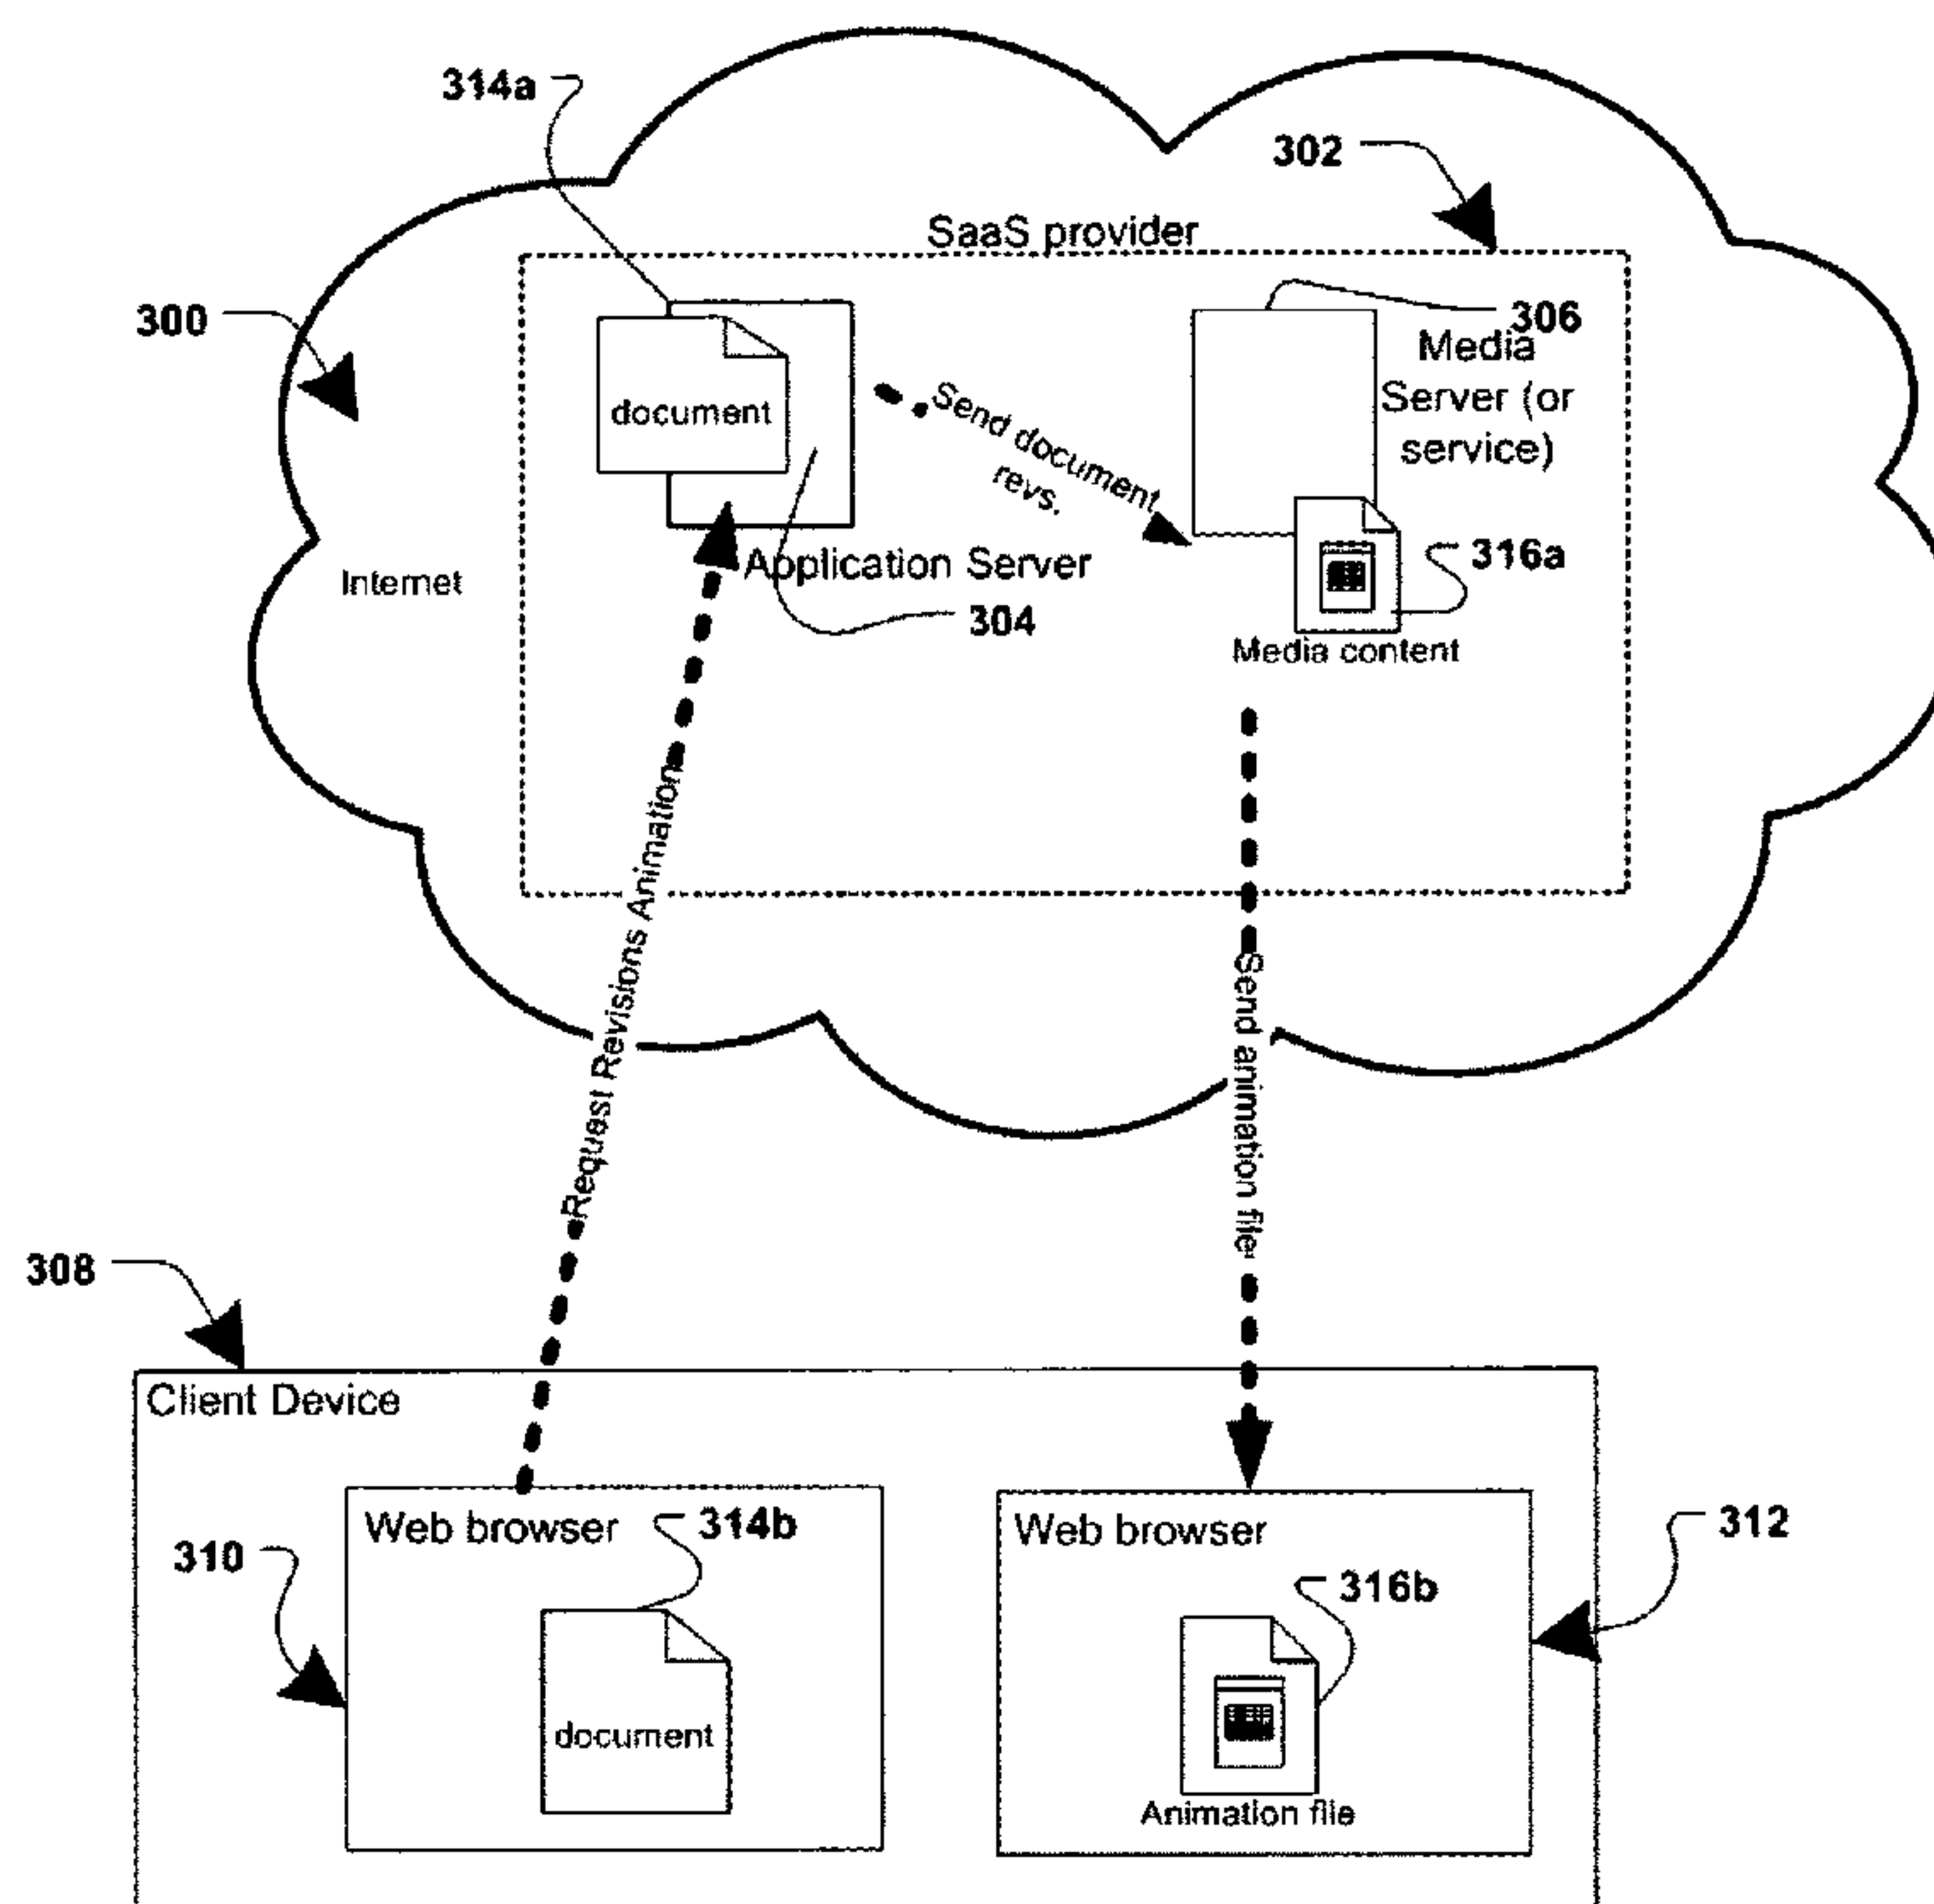 314a
302
SaaS provider
300
306
Media
Server (or
service)
document
Send document
revs.
Application Server
316a
Internet
304
Media content
Request Revisions Animation
Send animation file
308
Client Device
Web browser
314b
310
document
Web browser
312
316b
Animation file